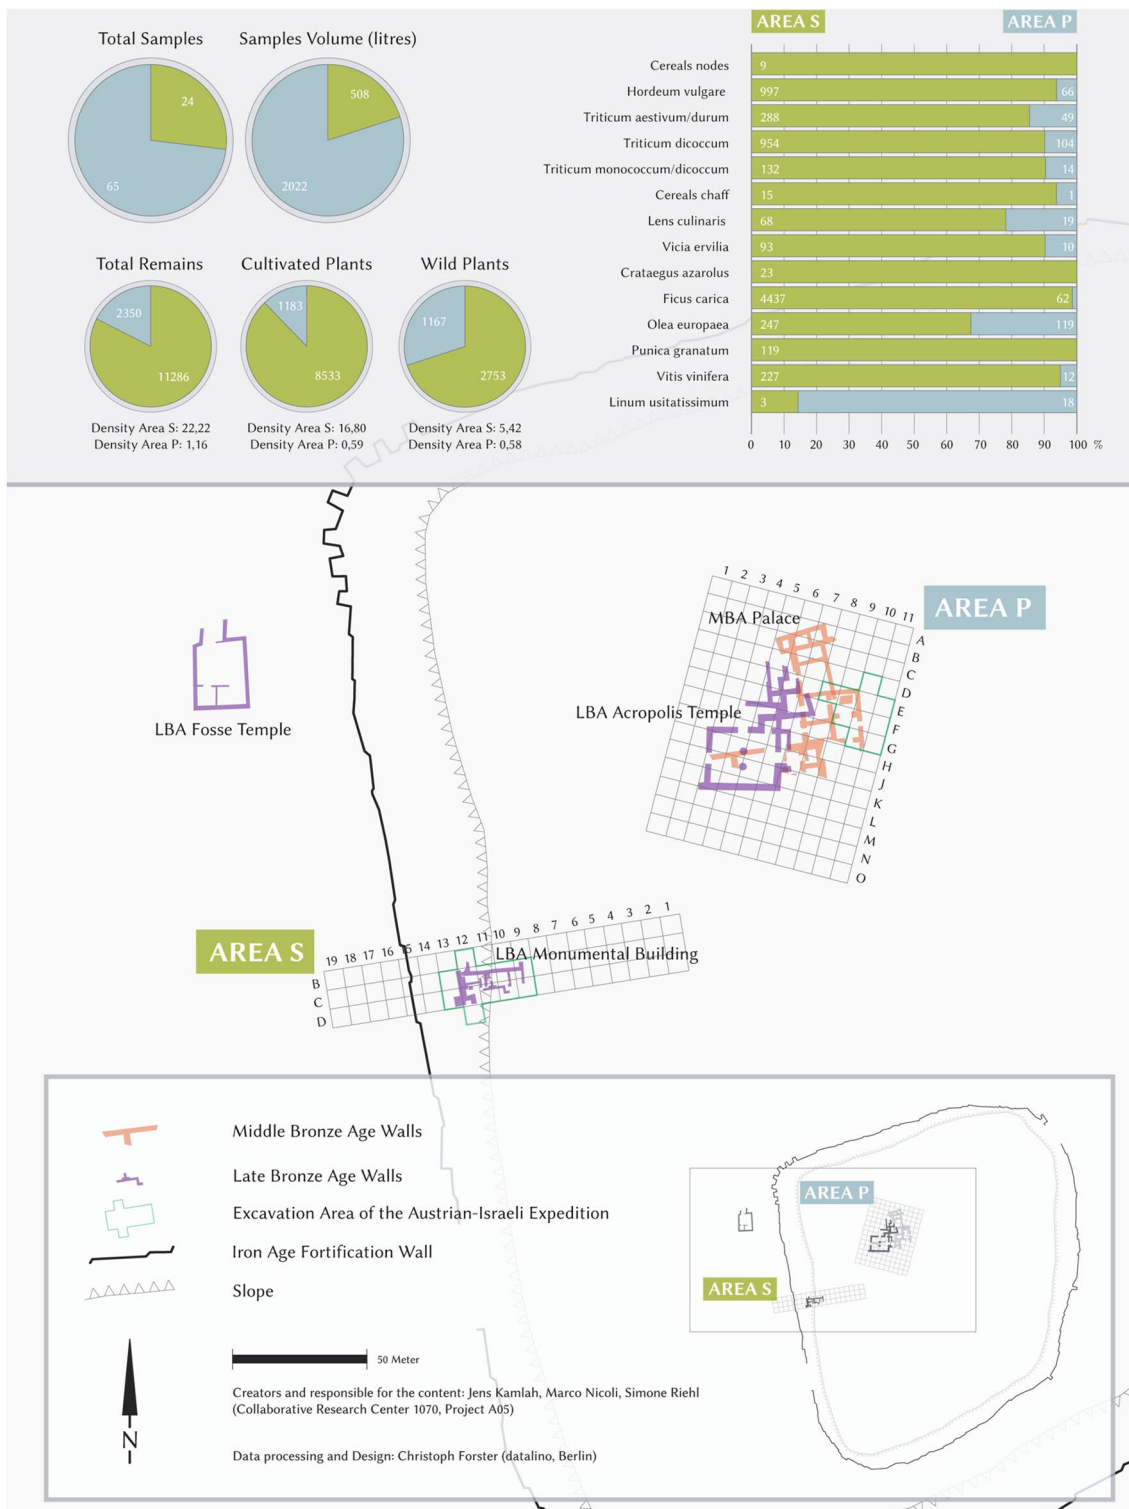 Total Samples
24
65
Samples Volume (litres)
508
2022
Total Remains
2350
11286
Density Area S: 22,22
Density Area P: 1,16
Cultivated Plants
1183
8533
Density Area S: 16,80
Density Area P: 0,59
Wild Plants
1167
2753
Density Area S: 5,42
Density Area P: 0,58
AREA S AREA P
Cereals nodes 9
Hordeum vulgare 997 66
Triticum aestivum/durum 288 49
Triticum dicoccum 954 104
Triticum monococcum/dicoccum 132 14
Cereals chaff 15 1
Lens culinaris 68 19
Vicia ervilia 93 10
Crataegus azarolus 23
Ficus carica 4437 62
Olea europaea 247 119
Punica granatum 119
Vitis vinifera 227 12
Linum usitatissimum 3 18
0 10 20 30 40 50 60 70 80 90 100 %
1 2 3 4 5 6 7 8 9 10 11
AREA P
A
B
C
D
E
F
G
H
J
K
L
M
N
O
MBA Palace
LBA Acropolis Temple
LBA Fosse Temple
AREA S
19 18 17 16 15 14 13 12 11 10 9 8 7 6 5 4 3 2 1
B
C
D
LBA Monumental Building
Middle Bronze Age Walls
Late Bronze Age Walls
Excavation Area of the Austrian-Israeli Expedition
Iron Age Fortification Wall
Slope
N
50 Meter
Creators and responsible for the content: Jens Kamlah, Marco Nicoli, Simone Riehl
(Collaborative Research Center 1070, Project A05)
Data processing and Design: Christoph Forster (datalino, Berlin)
AREA P
AREA S